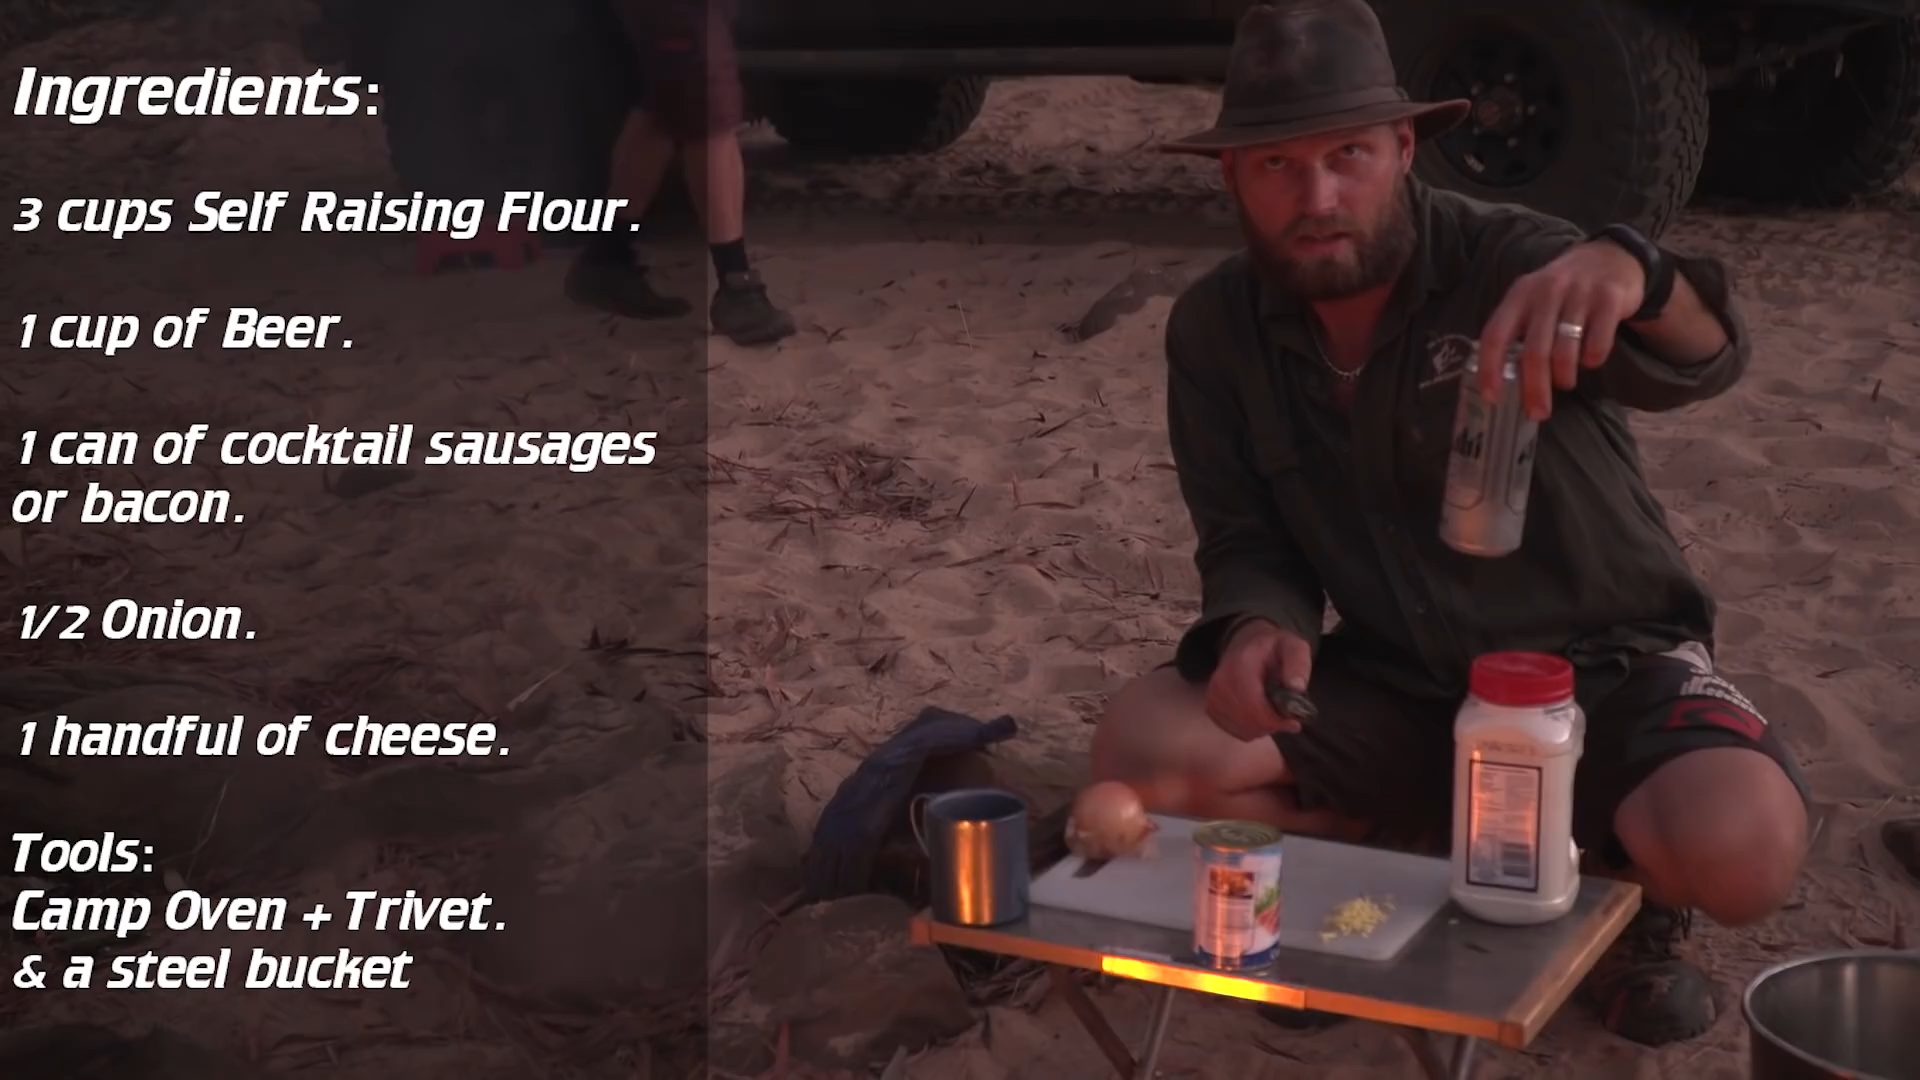 Ingredients:
3 cups Self Raising Flour.
1 cup of Beer.
1 can of cocktail sausages
or bacon.
1/2 Onion.
1 handful of cheese.
Tools:
Camp Oven + Trivet.
& a steel bucket